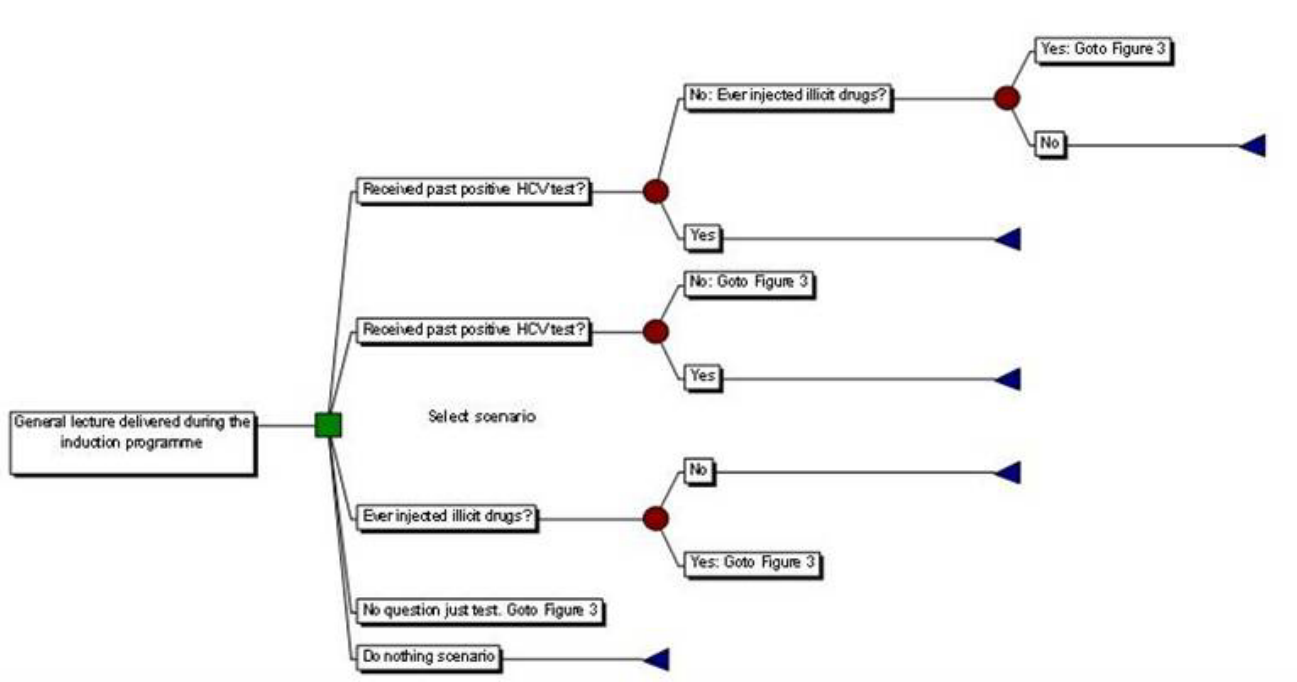 Yes: Goto Figure 3
No: Ever injected illicit drugs?
No
Received past positive HCV test?
Yes
No: Goto Figure 3
Received past positive HCV test?
Yes
General lecture delivered during the
induction programme
Select scenario
No
Ever injected illicit drugs?
Yes: Goto Figure 3
No question just test. Goto Figure 3
Do nothing scenario